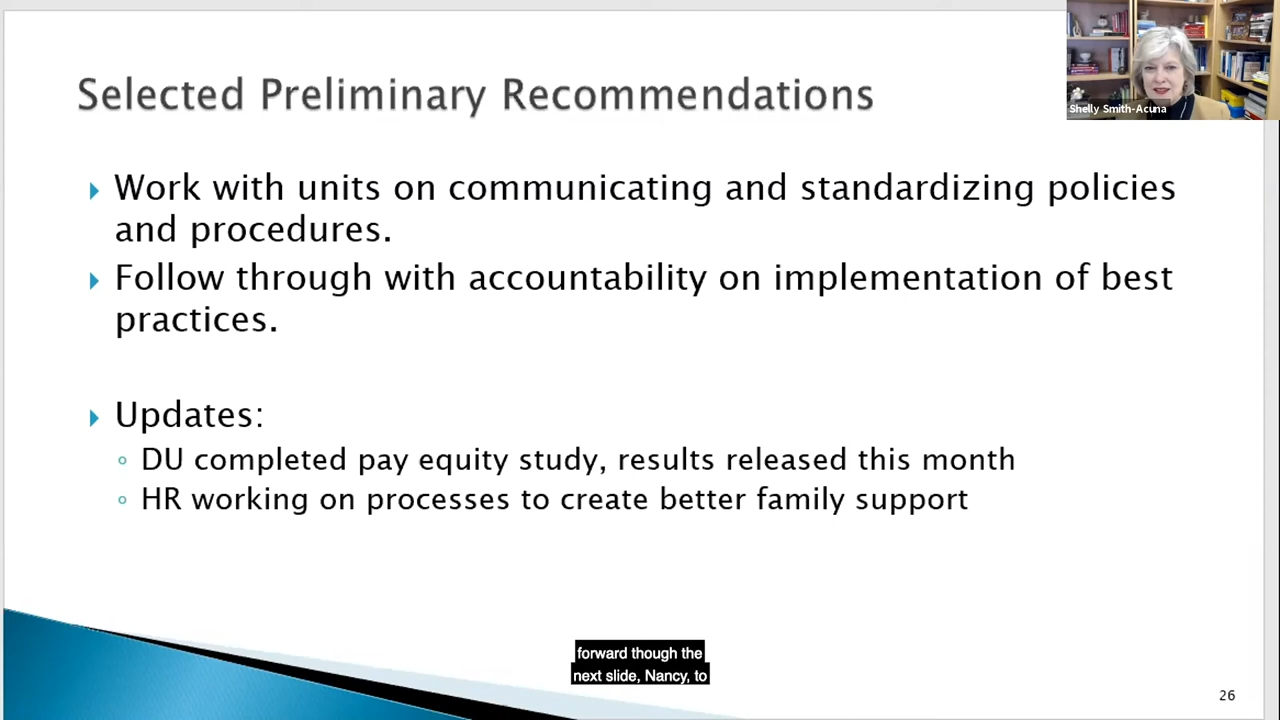 Selected Preliminary Recommendations
Shelly Smith-Acuna
Work with units on communicating and standardizing policies
and procedures.
Follow through with accountability on implementation of best
practices.
Updates:
DU completed pay equity study, results released this month
HR working on processes to create better family support
forward though the
next slide, Nancy, to
26